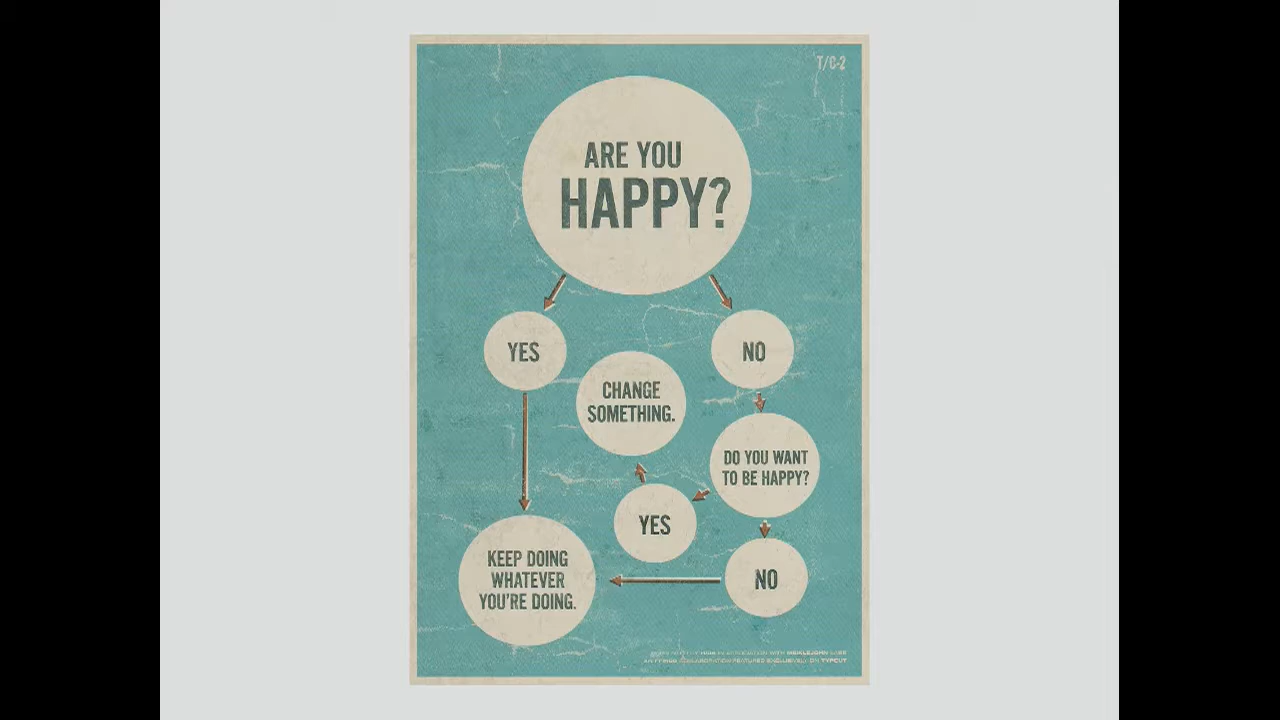 T/C-2
ARE YOU
HAPPY?
YES
NO
CHANGE
SOMETHING.
DO YOU WANT
TO BE HAPPY?
YES
KEEP DOING
WHATEVER
YOU'RE DOING.
NO